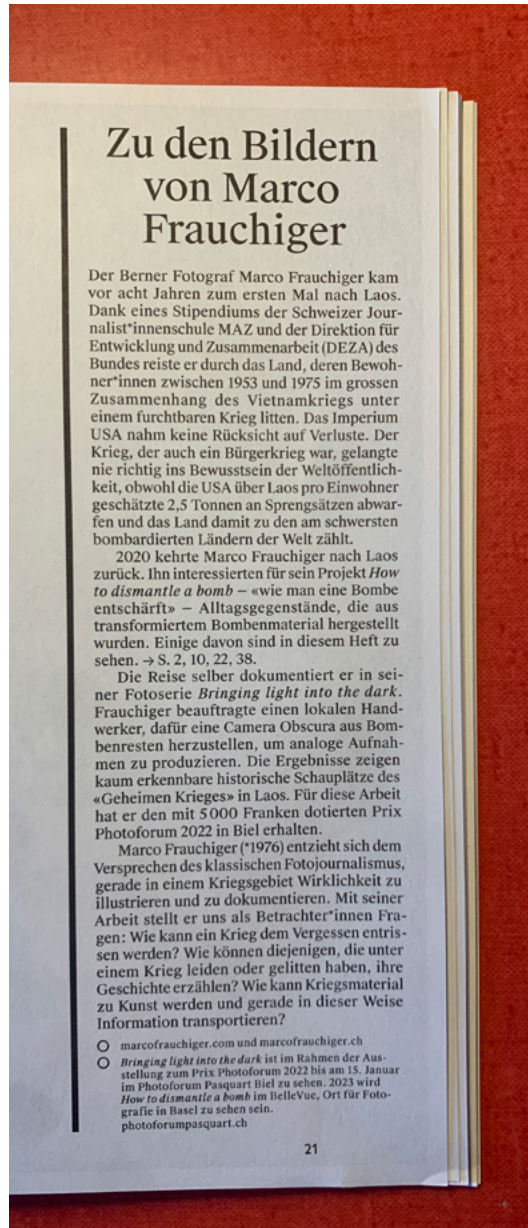 Zu den Bildern
von Marco
Frauchiger
Der Berner Fotograf Marco Frauchiger kam
vor acht Jahren zum ersten Mal nach Laos.
Dank eines Stipendiums der Schweizer Jour-
nalist*innenschule MAZ und der Direktion für
Entwicklung und Zusammenarbeit (DEZA) des
Bundes reiste er durch das Land, deren Bewoh-
ner*innen zwischen 1953 und 1975 im grossen
Zusammenhang des Vietnamkriegs unter
einem furchtbaren Krieg litten. Das Imperium
USA nahm keine Rücksicht auf Verluste. Der
Krieg, der auch ein Bürgerkrieg war, gelangte
nie richtig ins Bewusstsein der Weltöffentlich-
keit, obwohl die USA über Laos pro Einwohner
geschätzte 2,5 Tonnen an Sprengsätzen abwar-
fen und das Land damit zu den am schwersten
bombardierten Ländern der Welt zählt.
2020 kehrte Marco Frauchiger nach Laos
zurück. Ihn interessierten für sein Projekt How
to dismantle a bomb – «wie man eine Bombe
entschärft» – Alltagsgegenstände, die aus
transformiertem Bombenmaterial hergestellt
wurden. Einige davon sind in diesem Heft zu
sehen. → S. 2, 10, 22, 38.
Die Reise selber dokumentiert er in sei-
ner Fotoserie Bringing light into the dark.
Frauchiger beauftragte einen lokalen Hand-
werker, dafür eine Camera Obscura aus Bom-
benresten herzustellen, um analoge Aufnah-
men zu produzieren. Die Ergebnisse zeigen
kaum erkennbare historische Schauplätze des
«Geheimen Krieges» in Laos. Für diese Arbeit
hat er den mit 5000 Franken dotierten Prix
Photoforum 2022 in Biel erhalten.
Marco Frauchiger (*1976) entzieht sich dem
Versprechen des klassischen Fotojournalismus,
gerade in einem Kriegsgebiet Wirklichkeit zu
illustrieren und zu dokumentieren. Mit seiner
Arbeit stellt er uns als Betrachter*innen Fra-
gen: Wie kann ein Krieg dem Vergessen entris-
sen werden? Wie können diejenigen, die unter
einem Krieg leiden oder gelitten haben, ihre
Geschichte erzählen? Wie kann Kriegsmaterial
zu Kunst werden und gerade in dieser Weise
Information transportieren?
marcofrauchiger.com und marcofrauchiger.ch
Bringing light into the dark ist im Rahmen der Aus-
stellung zum Prix Photoforum 2022 bis am 15. Januar
im Photoforum Pasquart Biel zu sehen. 2023 wird
How to dismantle a bomb im BelleVue, Ort für Foto-
grafie in Basel zu sehen sein.
photoforumpasquart.ch
21